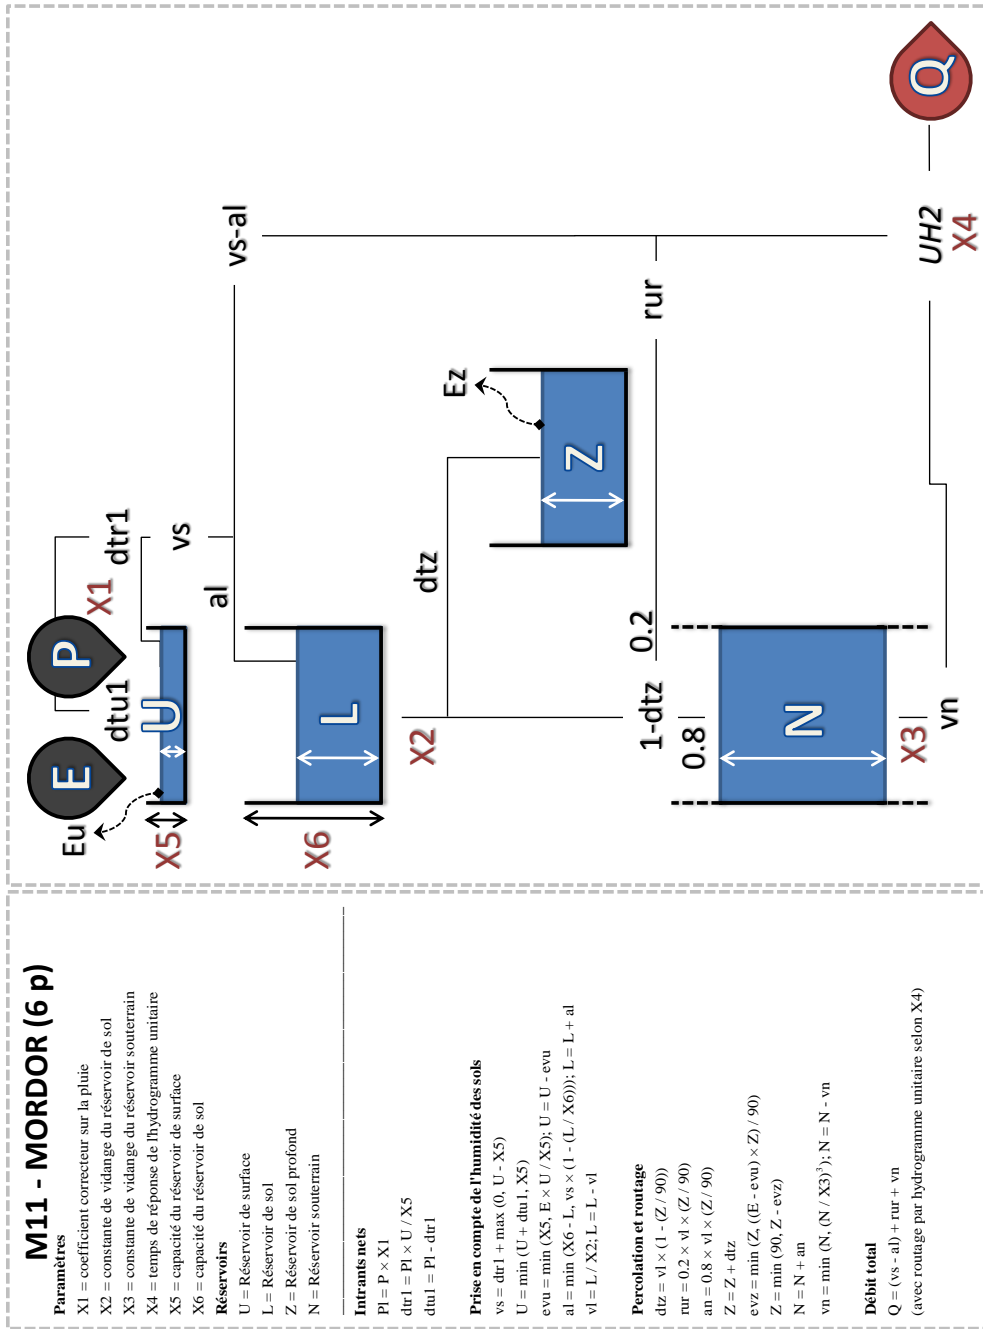 M11 - MORDOR (6 p)
Paramètres
X1 = coefficient correcteur sur la pluie
X2 = constante de vidange du réservoir de sol
X3 = constante de vidange du réservoir souterrain
X4 = temps de réponse de l'hydrogramme unitaire
X5 = capacité du réservoir de surface
X6 = capacité du réservoir de sol
Réservoirs
U = Réservoir de surface
L = Réservoir de sol
Z = Réservoir de sol profond
N = Réservoir souterrain
Intrants nets
Pl = P × X1
dtr1 = Pl × U / X5
dtu1 = Pl - dtr1
Prise en compte de l'humidité des sols
vs = dtr1 + max (0, U - X5)
U = min (U + dtu1, X5)
evu = min (X5, E × U / X5); U = U - evu
al = min (X6 - L, vs × (1 - (L / X6))); L = L + al
vl = L / X2; L = L - vl
Percolation et routage
dtz = vl × (1 - (Z / 90))
rur = 0.2 × vl × (Z / 90)
an = 0.8 × vl × (Z / 90)
Z = Z + dtz
evz = min (Z, ((E - evu) × Z) / 90)
Z = min (90, Z - evz)
N = N + an
vn = min (N, (N / X3)³ ); N = N - vn
Débit total
Q = (vs - al) + rur + vn
(avec routage par hydrogramme unitaire selon X4)
E
P
X1
Eu
dtu1
dtr1
X5
U
vs
al
vs-al
X6
L
X2
dtz
Ez
Z
1-dtz
0.2
rur
0.8
N
X3
vn
UH2
X4
Q